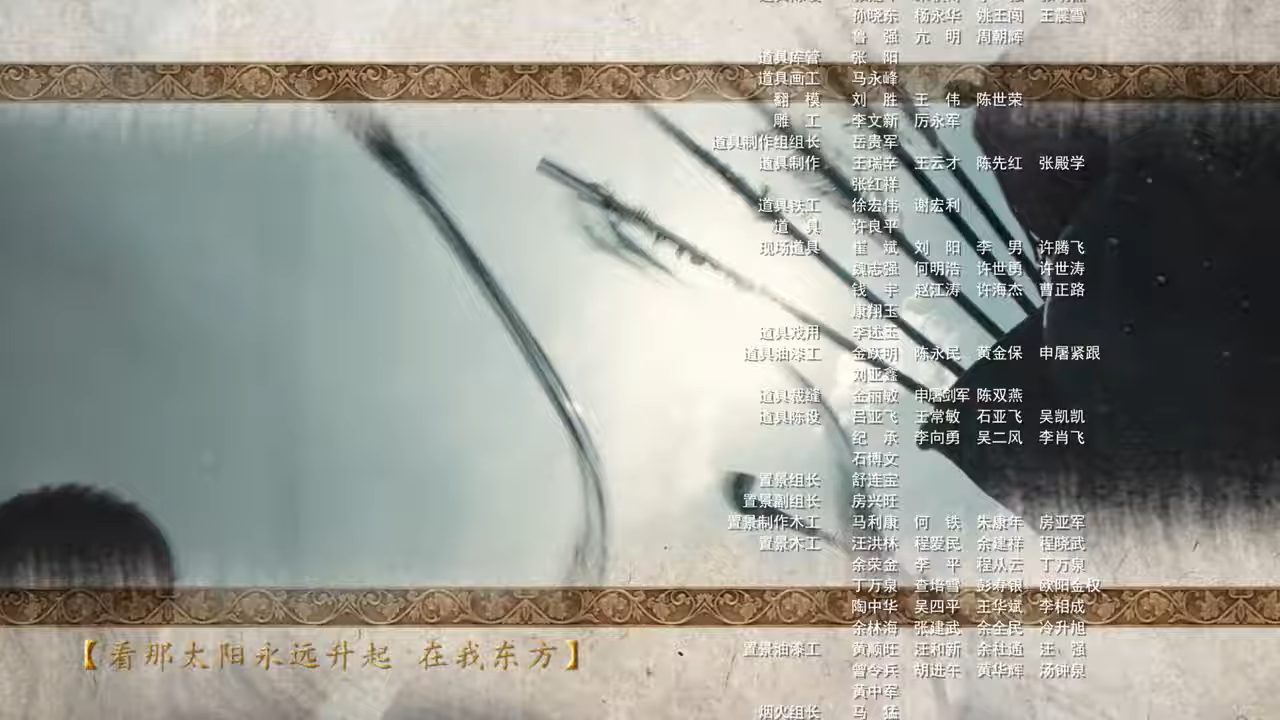 孙晓东 杨永华 姚王闯 王震雪
鲁 强 亢 明 周朝辉
道具库管 张 阳
道具画工 马永峰
翻 模 刘 胜 王 伟 陈世荣
雕 工 李文新 厉永军
道具制作组组长 岳贵军
道具制作 王瑞辛 王云才 陈先红 张殿学
张红祥
道具铁工 徐宏伟 谢宏利
道 具 许良平
现场道具 崔 斌 刘 阳 李 男 许腾飞
魏志强 何明浩 许世勇 许世涛
钱 宇 赵江涛 许海杰 曹正路
康翔玉
道具戏用 李述玉
道具油漆工 金跃明 陈永民 黄金保 申屠紧跟
刘亚鑫
道具裁缝 金丽敏 申屠剑军 陈双燕
道具陈设 吕亚飞 王常敏 石亚飞 吴凯凯
纪 承 李向勇 吴二风 李肖飞
石博文
置景组长 舒连宝
置景副组长 房兴旺
置景制作木工 马利康 何 铁 朱康年 房亚军
置景木工 汪洪林 程爱民 余建祥 程晓武
余荣金 李 平 程从云 丁万泉
丁万泉 查培雪 彭寿银 欧阳金权
陶中华 吴四平 王华斌 李相成
余林海 张建武 余全民 冷升旭
置景油漆工 黄顺旺 汪和新 余杜通 汪 强
曾令兵 胡进午 黄华辉 汤钟泉
黄中军
烟火组长 马 猛
【看那太阳永远升起 在我东方】